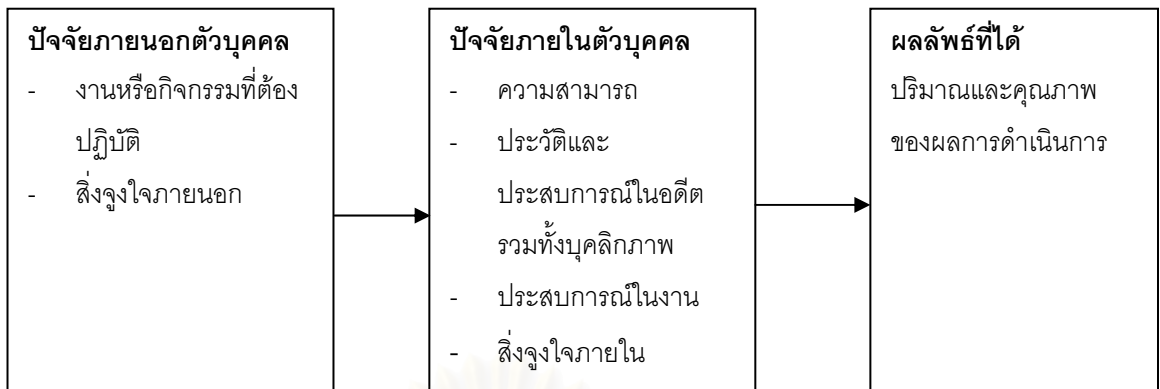 ปัจจัยภายนอกตัวบุคคล
- งานหรือกิจกรรมที่ต้อง
ปฏิบัติ
- สิ่งจูงใจภายนอก
ปัจจัยภายในตัวบุคคล
- ความสามารถ
- ประวัติและ
ประสบการณ์ในอดีต
รวมทั้งบุคลิกภาพ
- ประสบการณ์ในงาน
- สิ่งจูงใจภายใน
ผลลัพธ์ที่ได้
ปริมาณและคุณภาพ
ของผลการดำเนินการ